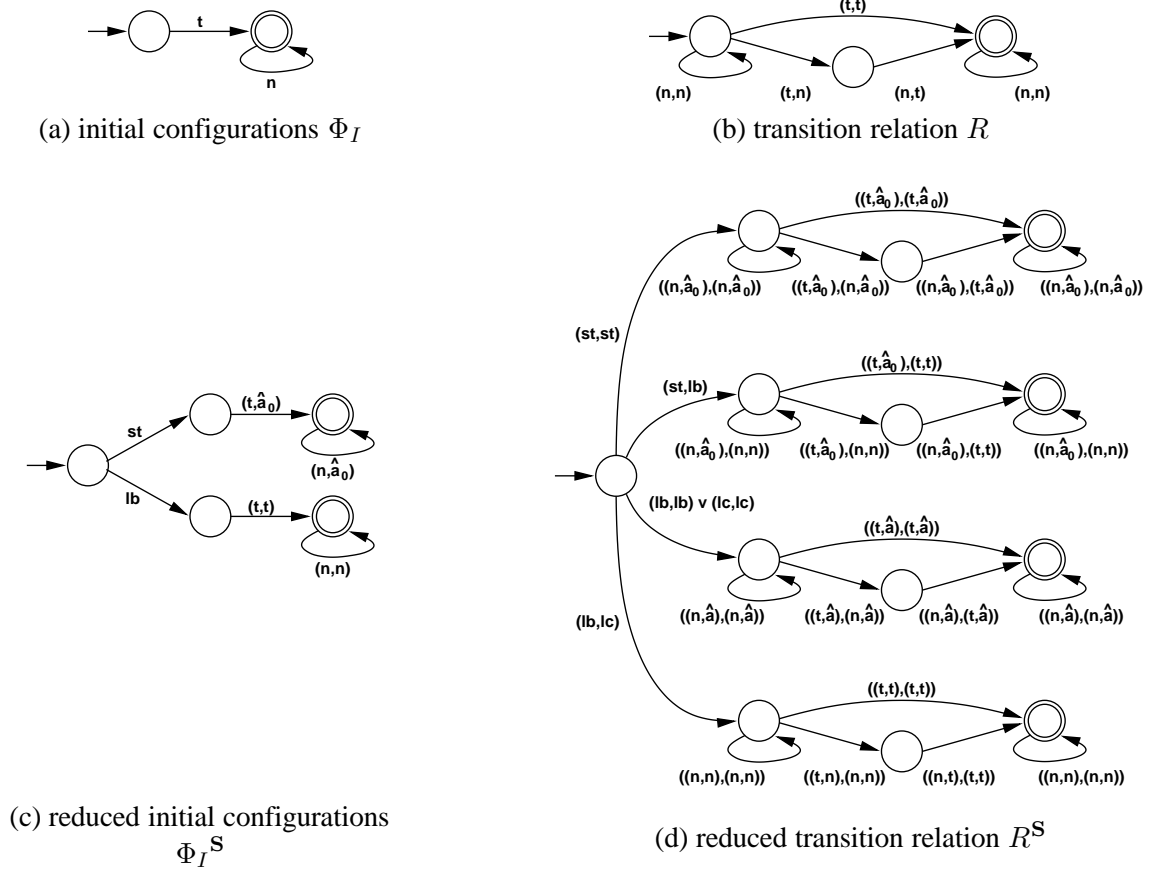 t
n
(a) initial configurations Φ_I
(t,t)
(n,n) (t,n) (n,t) (n,n)
(b) transition relation R
st
(t,â₀)
(n,â₀)
lb
(t,t)
(n,n)
(c) reduced initial configurations
Φ_I^S
(st,st)
((t,â₀),(t,â₀))
((n,â₀),(n,â₀)) ((t,â₀),(n,â₀)) ((n,â₀),(t,â₀)) ((n,â₀),(n,â₀))
(st,lb)
((t,â₀),(t,t))
((n,â₀),(n,n)) ((t,â₀),(n,n)) ((n,â₀),(t,t)) ((n,â₀),(n,n))
(lb,lb) v (lc,lc)
((t,â),(t,â))
((n,â),(n,â)) ((t,â),(n,â)) ((n,â),(t,â)) ((n,â),(n,â))
(lb,lc)
((t,t),(t,t))
((n,n),(n,n)) ((t,n),(n,n)) ((n,t),(t,t)) ((n,n),(n,n))
(d) reduced transition relation R^S